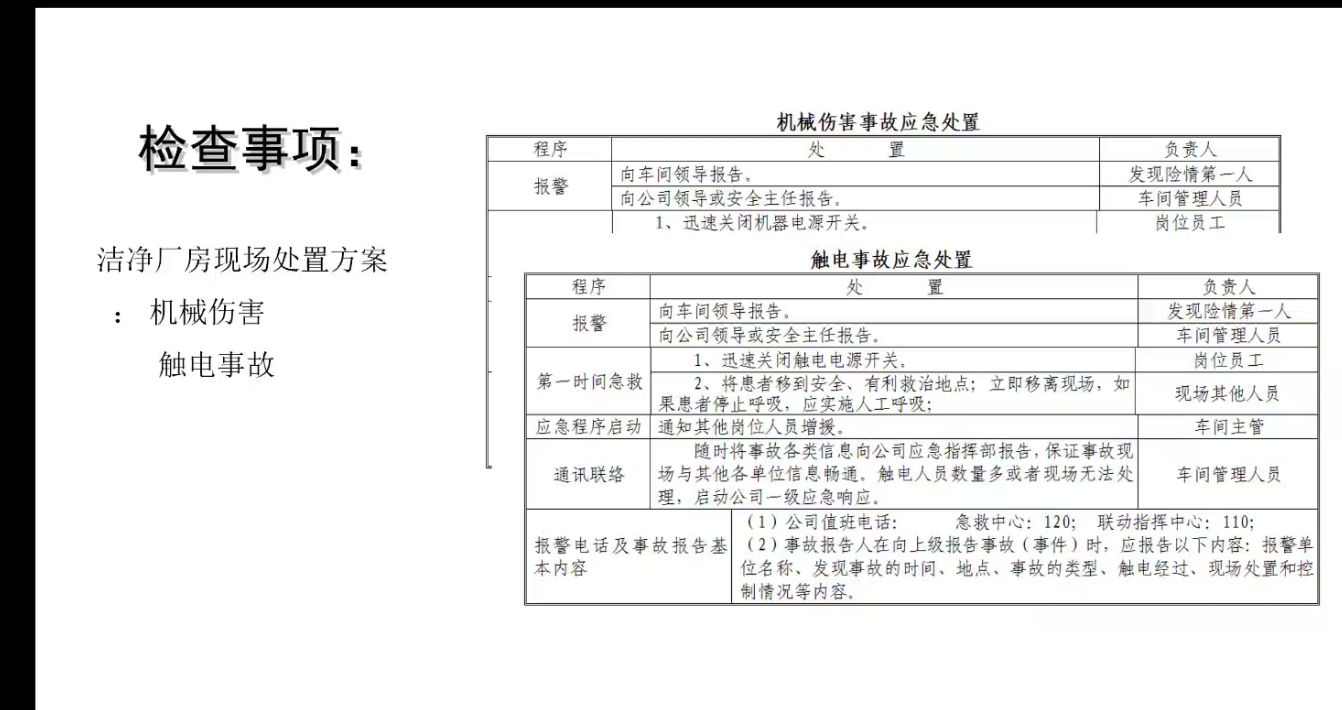 检查事项：
洁净厂房现场处置方案
： 机械伤害
触电事故
机械伤害事故应急处置
程序 处 置 负责人
报警 向车间领导报告。 发现险情第一人
向公司领导或安全主任报告。 车间管理人员
1、迅速关闭机器电源开关。 岗位员工
触电事故应急处置
程序 处 置 负责人
报警 向车间领导报告。 发现险情第一人
向公司领导或安全主任报告。 车间管理人员
第一时间急救 1、迅速关闭触电电源开关。 岗位员工
2、将患者移到安全、有利救治地点；立即移离现场，如
果患者停止呼吸，应实施人工呼吸； 现场其他人员
应急程序启动 通知其他岗位人员增援。 车间主管
通讯联络 随时将事故各类信息向公司应急指挥部报告，保证事故现
场与其他各单位信息畅通。触电人员数量多或者现场无法处 车间管理人员
理，启动公司一级应急响应。
报警电话及事故报告基
本内容
（1）公司值班电话： 急救中心：120； 联动指挥中心：110；
（2）事故报告人在向上级报告事故（事件）时，应报告以下内容：报警单
位名称、发现事故的时间、地点、事故的类型、触电经过、现场处置和控
制情况等内容。